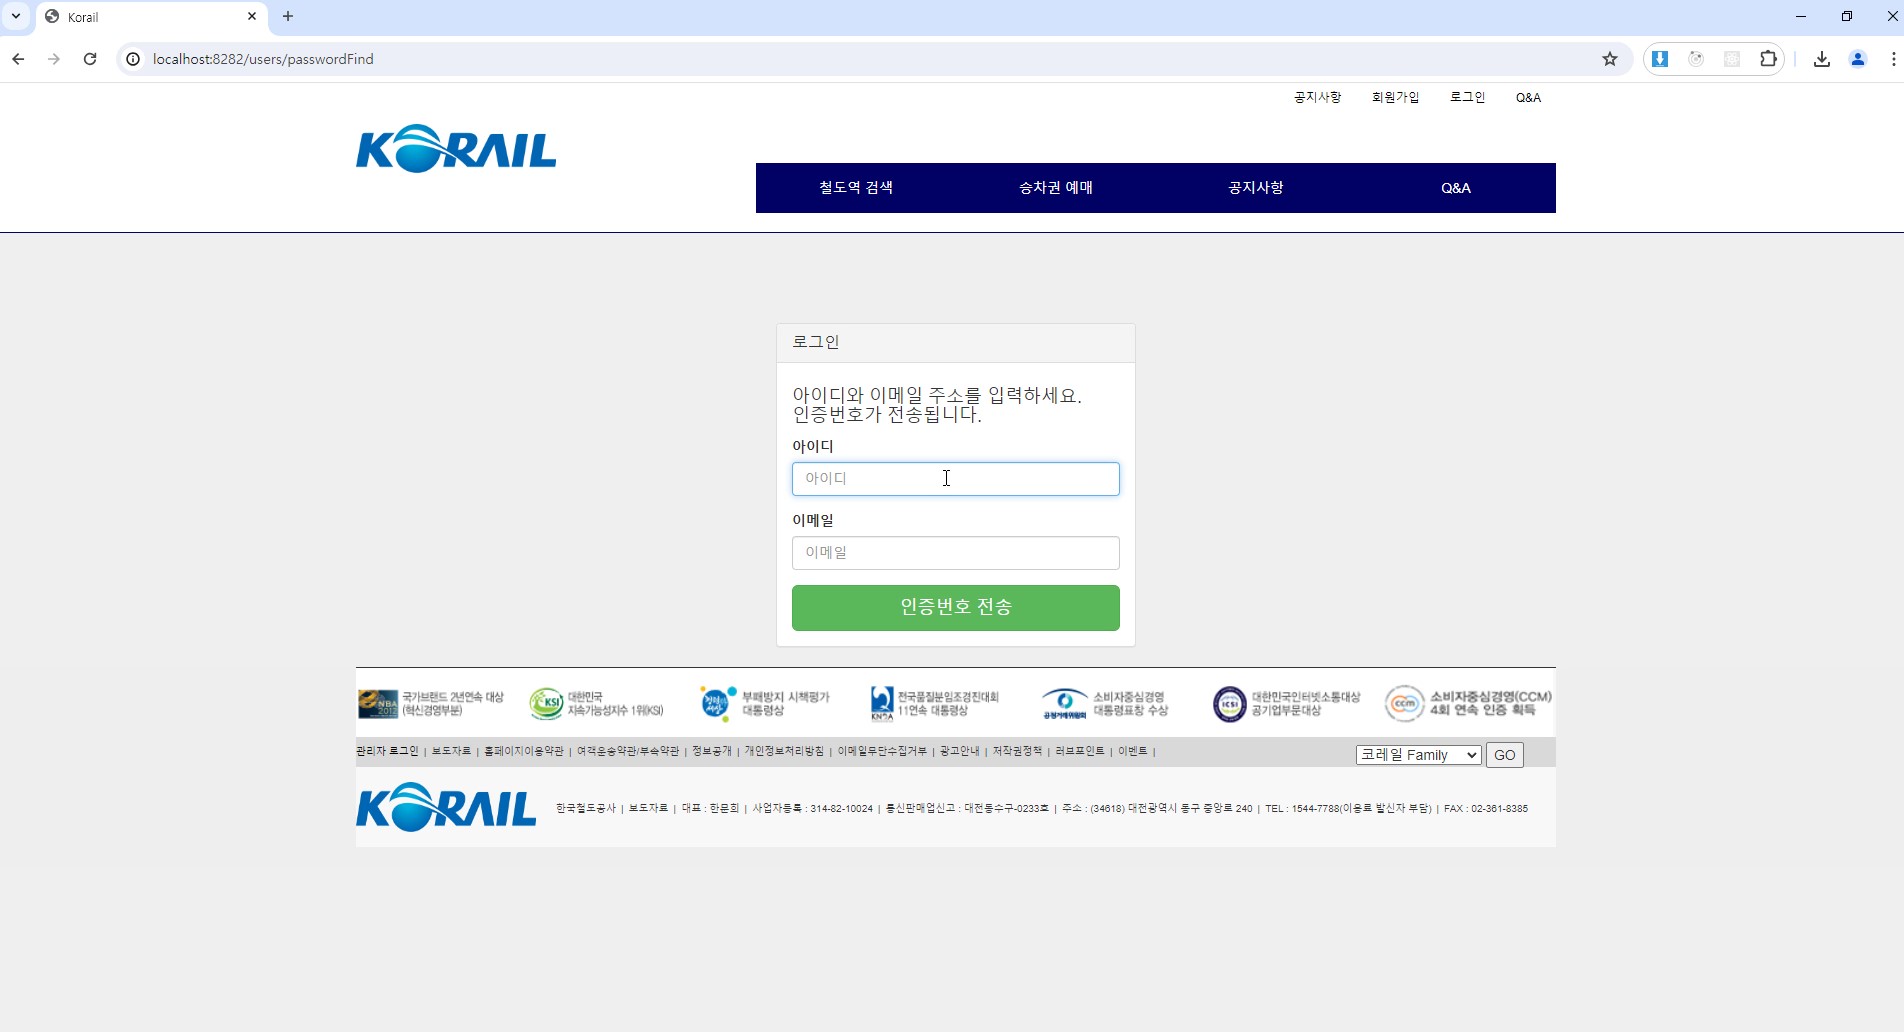 Korail
localhost:8282/users/passwordFind
공지사항 회원가입 로그인 Q&A
KORAIL
철도역 검색 승차권 예매 공지사항 Q&A
로그인
아이디와 이메일 주소를 입력하세요.
인증번호가 전송됩니다.
아이디
아이디
이메일
이메일
인증번호 전송
국가브랜드 2년연속 대상
(혁신경영부분)
KSI
대한민국
지속가능성지수 1위(KSI)
부패방지 시책평가
대통령상
전국품질분임조경진대회
11연속 대통령상
공정거래위원회
소비자중심경영
대통령표창 수상
ICSI
대한민국인터넷소통대상
공기업부문대상
ccm
소비자중심경영(CCM)
4회 연속 인증 획득
관리자 로그인 | 보도자료 | 홈페이지이용약관 | 여객운송약관/부속약관 | 정보공개 | 개인정보처리방침 | 이메일무단수집거부 | 광고안내 | 저작권정책 | 러브포인트 | 이벤트 |
코레일 Family GO
KORAIL
한국철도공사 | 보도자료 | 대표 : 한문희 | 사업자등록 : 314-82-10024 | 통신판매업신고 : 대전동수구-0233호 | 주소 : (34618) 대전광역시 동구 중앙로 240 | TEL : 1544-7788(이용료 발신자 부담) | FAX : 02-361-8385